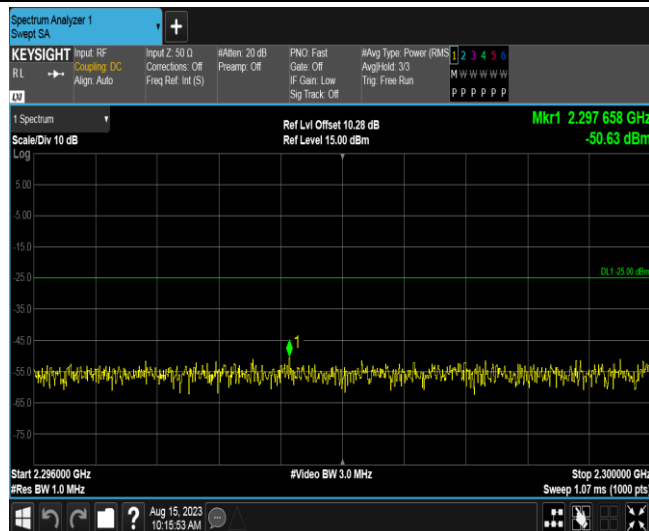 Spectrum Analyzer 1
Swept SA
+
KEYSIGHT
RL
LXI
Input: RF
Coupling: DC
Align: Auto
Input Z: 50 Ω
Corrections: Off
Freq Ref: Int (S)
#Atten: 20 dB
Preamp: Off
PNO: Fast
Gate: Off
IF Gain: Low
Sig Track: Off
#Avg Type: Power (RMS
Avg|Hold: 3/3
Trig: Free Run
1 2 3 4 5 6
M W W W W W
P P P P P P
1 Spectrum
Scale/Div 10 dB
Log
Ref Lvl Offset 10.28 dB
Ref Level 15.00 dBm
Mkr1 2.297 658 GHz
-50.63 dBm
5.00
-5.00
-15.0
-25.0
DL1 -25.00 dBm
-35.0
-45.0
1
-55.0
-65.0
-75.0
Start 2.296000 GHz
#Res BW 1.0 MHz
#Video BW 3.0 MHz
Stop 2.300000 GHz
Sweep 1.07 ms (1000 pts)
?
Aug 15, 2023
10:15:53 AM